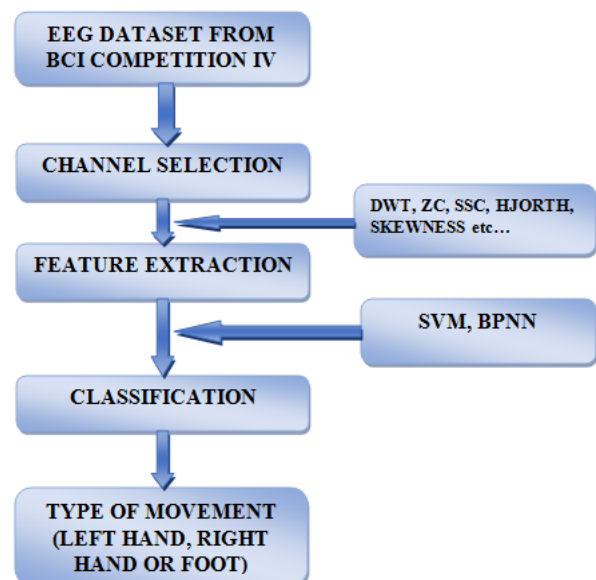 EEG DATASET FROM
BCI COMPETITION IV
CHANNEL SELECTION
DWT, ZC, SSC, HJORTH,
SKEWNESS etc…
FEATURE EXTRACTION
SVM, BPNN
CLASSIFICATION
TYPE OF MOVEMENT
(LEFT HAND, RIGHT
HAND OR FOOT)